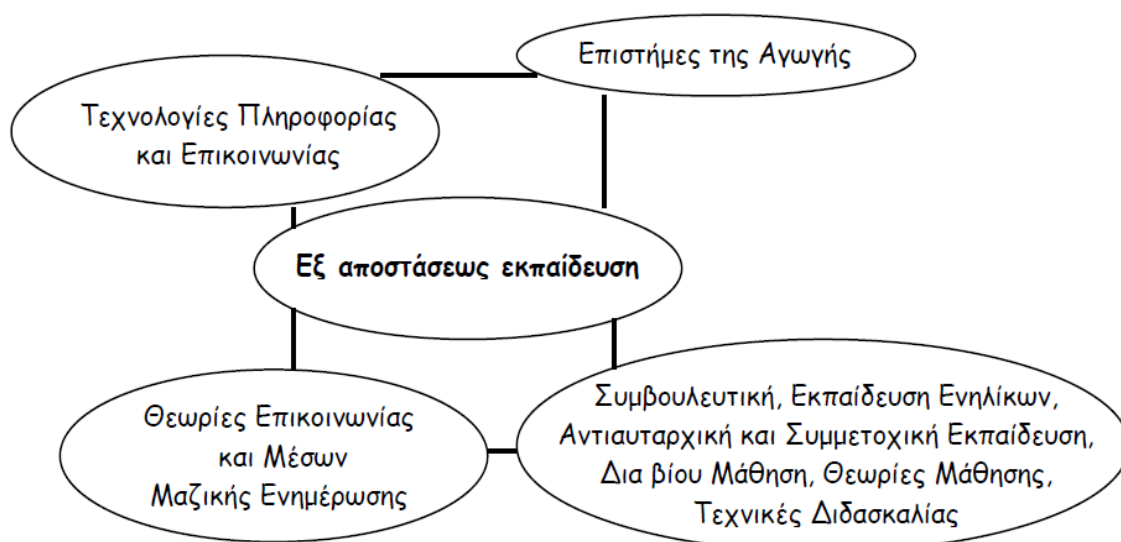 Επιστήμες της Αγωγής
Τεχνολογίες Πληροφορίας
και Επικοινωνίας
Εξ αποστάσεως εκπαίδευση
Θεωρίες Επικοινωνίας
και Μέσων
Μαζικής Ενημέρωσης
Συμβουλευτική, Εκπαίδευση Ενηλίκων,
Αντιαυταρχική και Συμμετοχική Εκπαίδευση,
Δια βίου Μάθηση, Θεωρίες Μάθησης,
Τεχνικές Διδασκαλίας